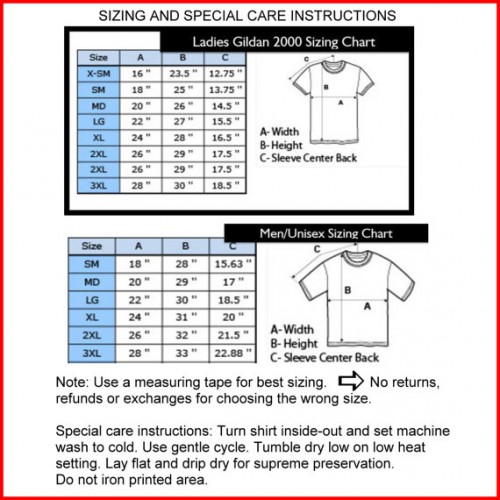 SIZING AND SPECIAL CARE INSTRUCTIONS
Ladies Gildan 2000 Sizing Chart
Size A B C
X-SM 16 " 23.5 " 12.75 "
SM 18 " 25 " 13.75 "
MD 20 " 26 " 14.5 "
LG 22 " 27 " 15.5 "
XL 24 " 28 " 16.5 "
2XL 26 " 29 " 17.5 "
2XL 26 " 29 " 17.5 "
3XL 28 " 30 " 18.5 "
C
B
A
A- Width
B- Height
C- Sleeve Center Back
Men/Unisex Sizing Chart
Size A B C
SM 18 " 28 " 15.63 "
MD 20 " 29 " 17 "
LG 22 " 30 " 18.5 "
XL 24 " 31 " 20 "
2XL 26 " 32 " 21.5 "
3XL 28 " 33 " 22.88 "
C
B
A
A- Width
B- Height
C - Sleeve Center Back
Note: Use a measuring tape for best sizing. No returns,
refunds or exchanges for choosing the wrong size.
Special care instructions: Turn shirt inside-out and set machine
wash to cold. Use gentle cycle. Tumble dry low on low heat
setting. Lay flat and drip dry for supreme preservation.
Do not iron printed area.